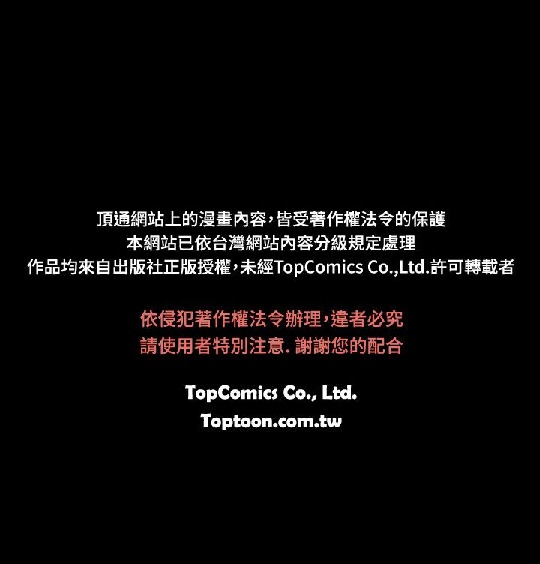 頂通網站上的漫畫內容，皆受著作權法令的保護
本網站已依台灣網站內容分級規定處理
作品均來自出版社正版授權，未經TopComics Co.,Ltd.許可轉載者
依侵犯著作權法令辦理，違者必究
請使用者特別注意. 謝謝您的配合
TopComics Co., Ltd.
Toptoon.com.tw